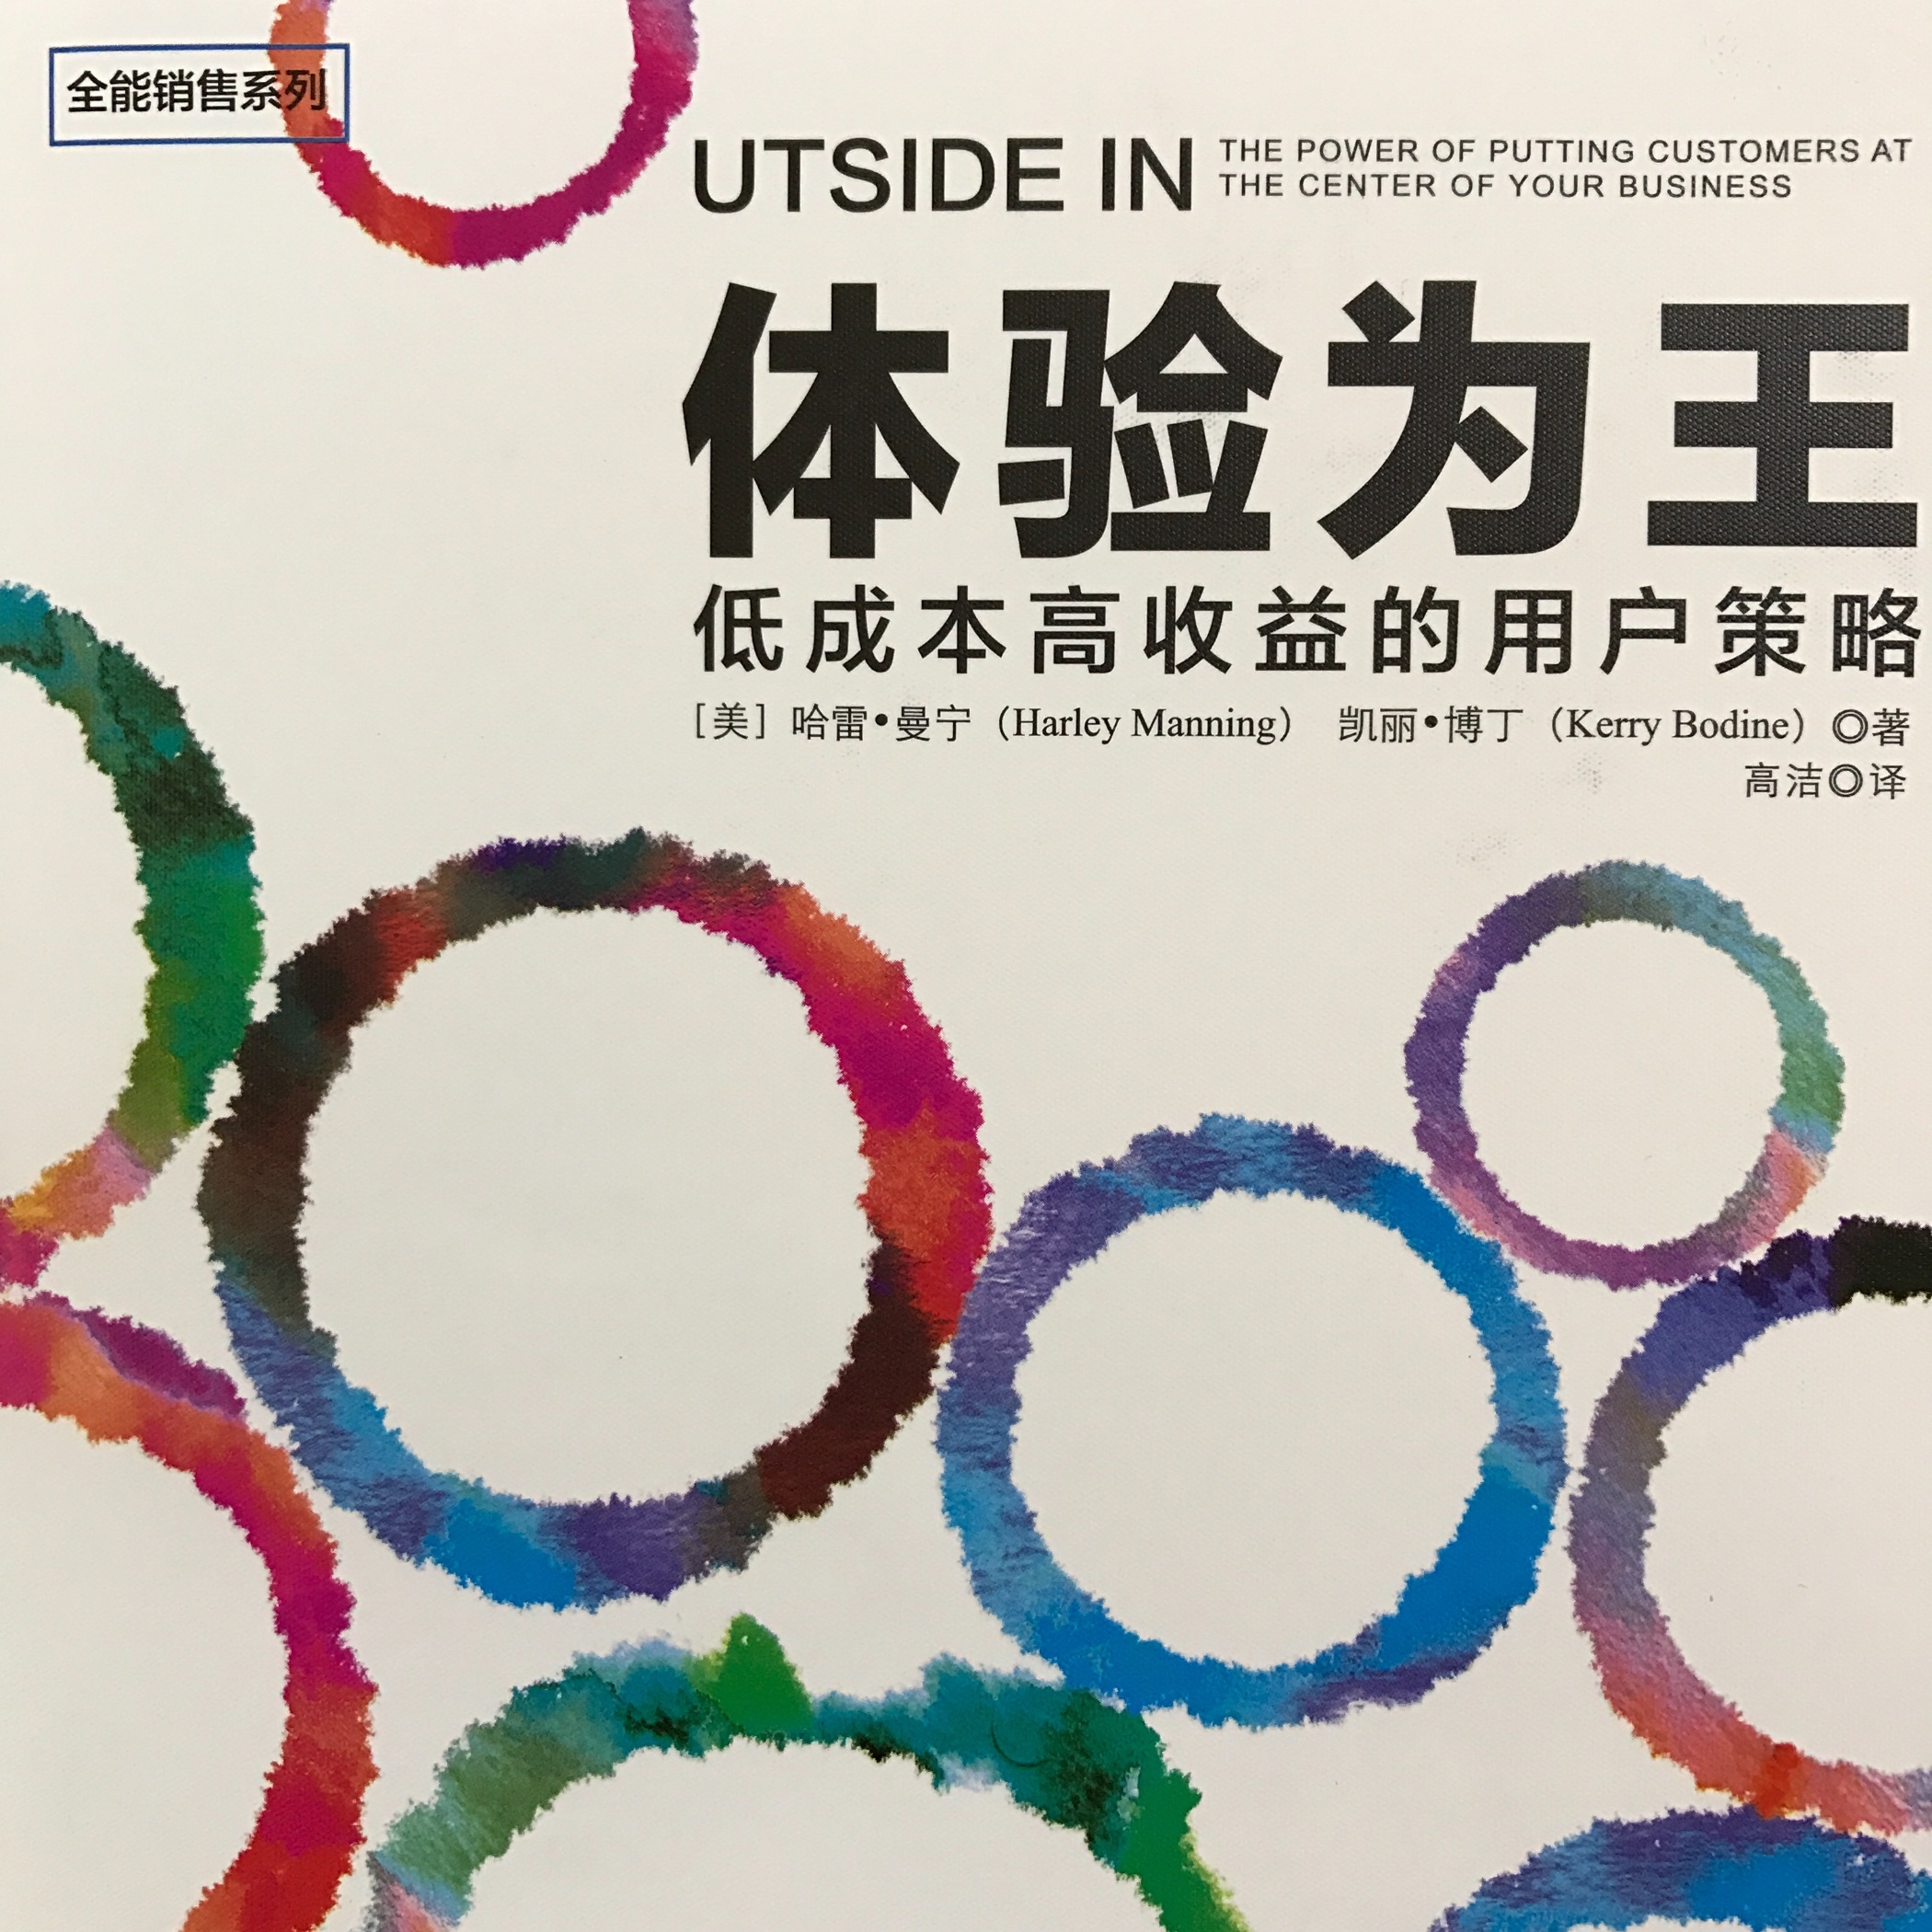 全能销售系列
UTSIDE IN
THE POWER OF PUTTING CUSTOMERS AT
THE CENTER OF YOUR BUSINESS
体验为王
低成本高收益的用户策略
［美］哈雷•曼宁（Harley Manning） 凯丽•博丁（Kerry Bodine）◎著
高洁◎译